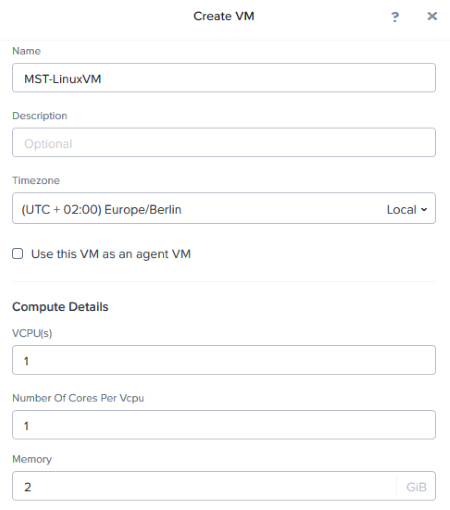 Create VM ? ×
Name
MST-LinuxVM
Description
Optional
Timezone
(UTC + 02:00) Europe/Berlin Local
Use this VM as an agent VM
Compute Details
VCPU(s)
1
Number Of Cores Per Vcpu
1
Memory
2 GiB